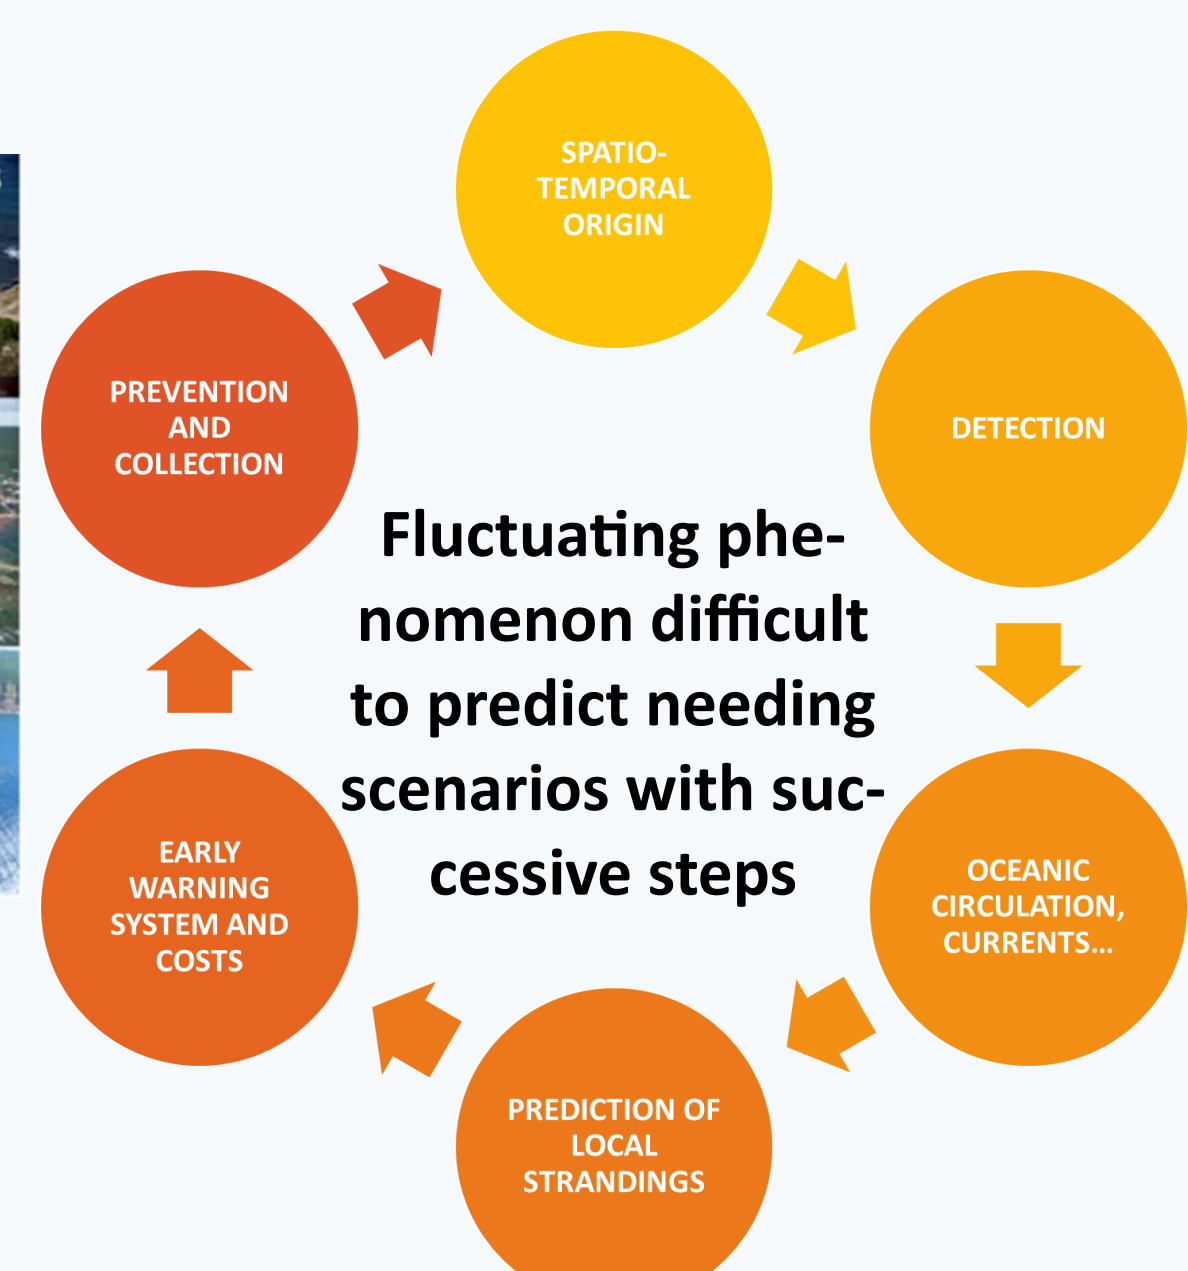 SPATIO-
TEMPORAL
ORIGIN
DETECTION
OCEANIC
CIRCULATION,
CURRENTS...
PREDICTION OF
LOCAL
STRANDINGS
EARLY
WARNING
SYSTEM AND
COSTS
PREVENTION
AND
COLLECTION
Fluctuating phe-
nomenon difficult
to predict needing
scenarios with suc-
cessive steps